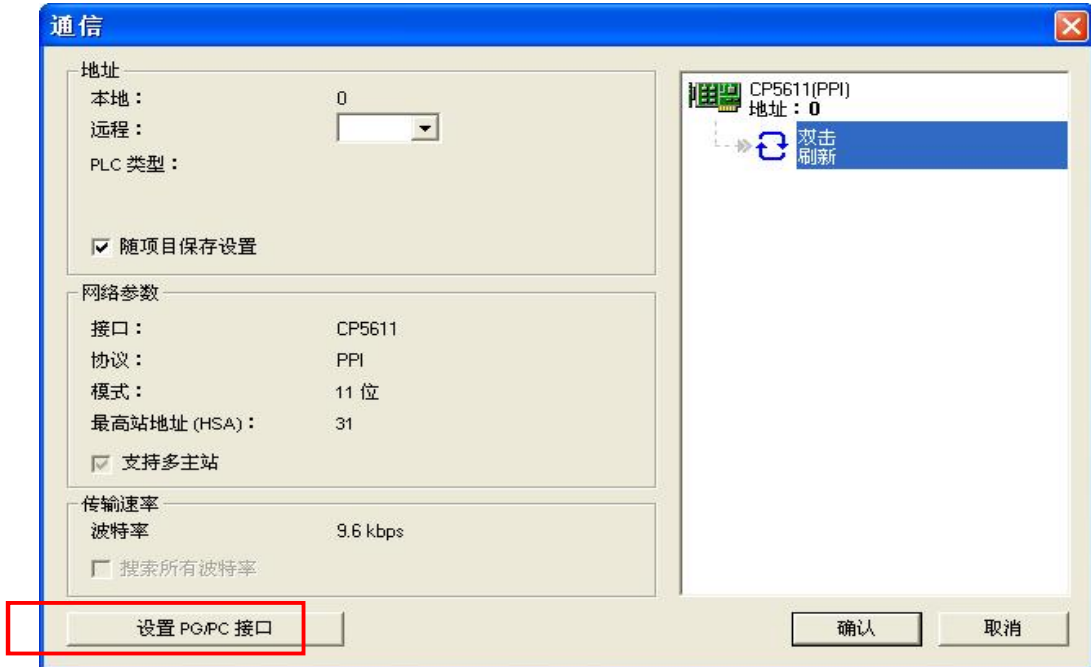 通信
地址
本地： 0
远程：
PLC 类型：
随项目保存设置
网络参数
接口： CP5611
协议： PPI
模式： 11 位
最高站地址 (HSA)： 31
支持多主站
传输速率
波特率 9.6 kbps
搜索所有波特率
设置 PG/PC 接口
CP5611(PPI)
地址：0
双击
刷新
确认
取消